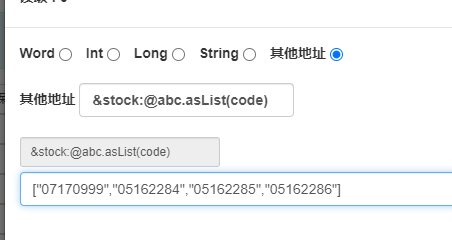 Word Int Long String 其他地址
其他地址 &stock:@abc.asList(code)
&stock:@abc.asList(code)
["07170999","05162284","05162285","05162286"]